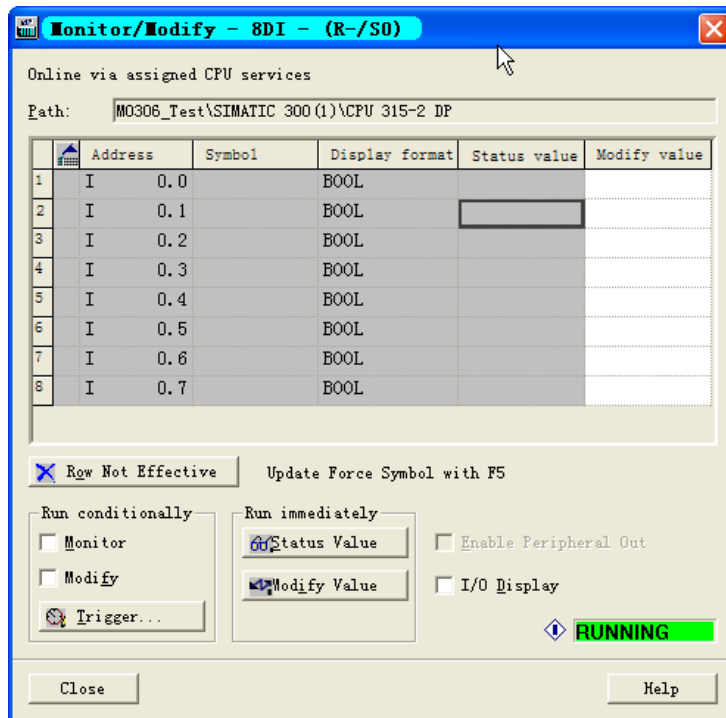 Monitor/Modify - 8DI - (R-/S0)
Online via assigned CPU services
Path: M0306_Test\SIMATIC 300(1)\CPU 315-2 DP
Address Symbol Display format Status value Modify value
1 I 0.0 BOOL
2 I 0.1 BOOL
3 I 0.2 BOOL
4 I 0.3 BOOL
5 I 0.4 BOOL
6 I 0.5 BOOL
7 I 0.6 BOOL
8 I 0.7 BOOL
Row Not Effective Update Force Symbol with F5
Run conditionally Run immediately
Monitor Status Value Enable Peripheral Out
Modify Modify Value I/O Display
Trigger...
RUNNING
Close Help